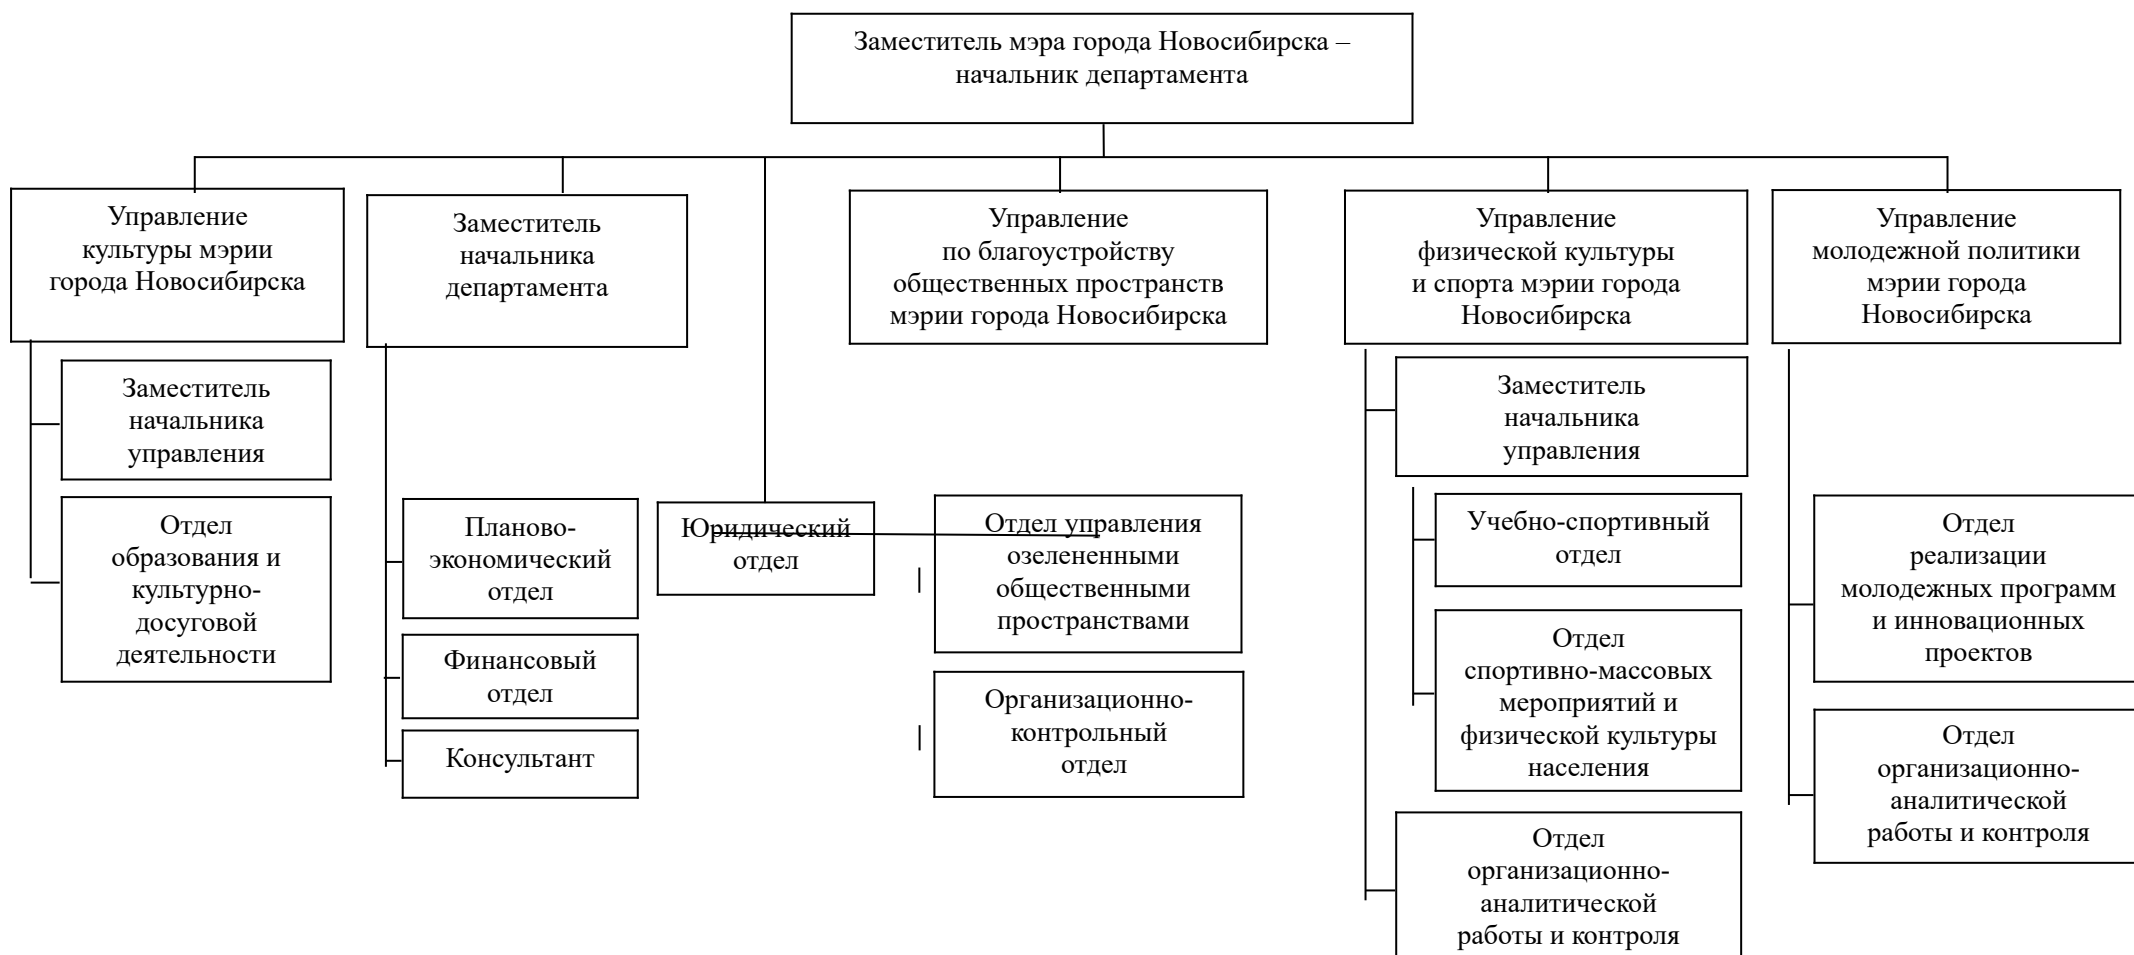 Заместитель мэра города Новосибирска –
начальник департамента
Управление
культуры мэрии
города Новосибирска
Заместитель
начальника
департамента
Управление
по благоустройству
общественных пространств
мэрии города Новосибирска
Управление
физической культуры
и спорта мэрии города
Новосибирска
Управление
молодежной политики
мэрии города
Новосибирска
Заместитель
начальника
управления
Отдел
образования и
культурно-
досуговой
деятельности
Планово-
экономический
отдел
Финансовый
отдел
Консультант
Юридический
отдел
Отдел управления
озелененными
общественными
пространствами
Организационно-
контрольный
отдел
Заместитель
начальника
управления
Учебно-спортивный
отдел
Отдел
спортивно-массовых
мероприятий и
физической культуры
населения
Отдел
организационно-
аналитической
работы и контроля
Отдел
реализации
молодежных программ
и инновационных
проектов
Отдел
организационно-
аналитической
работы и контроля